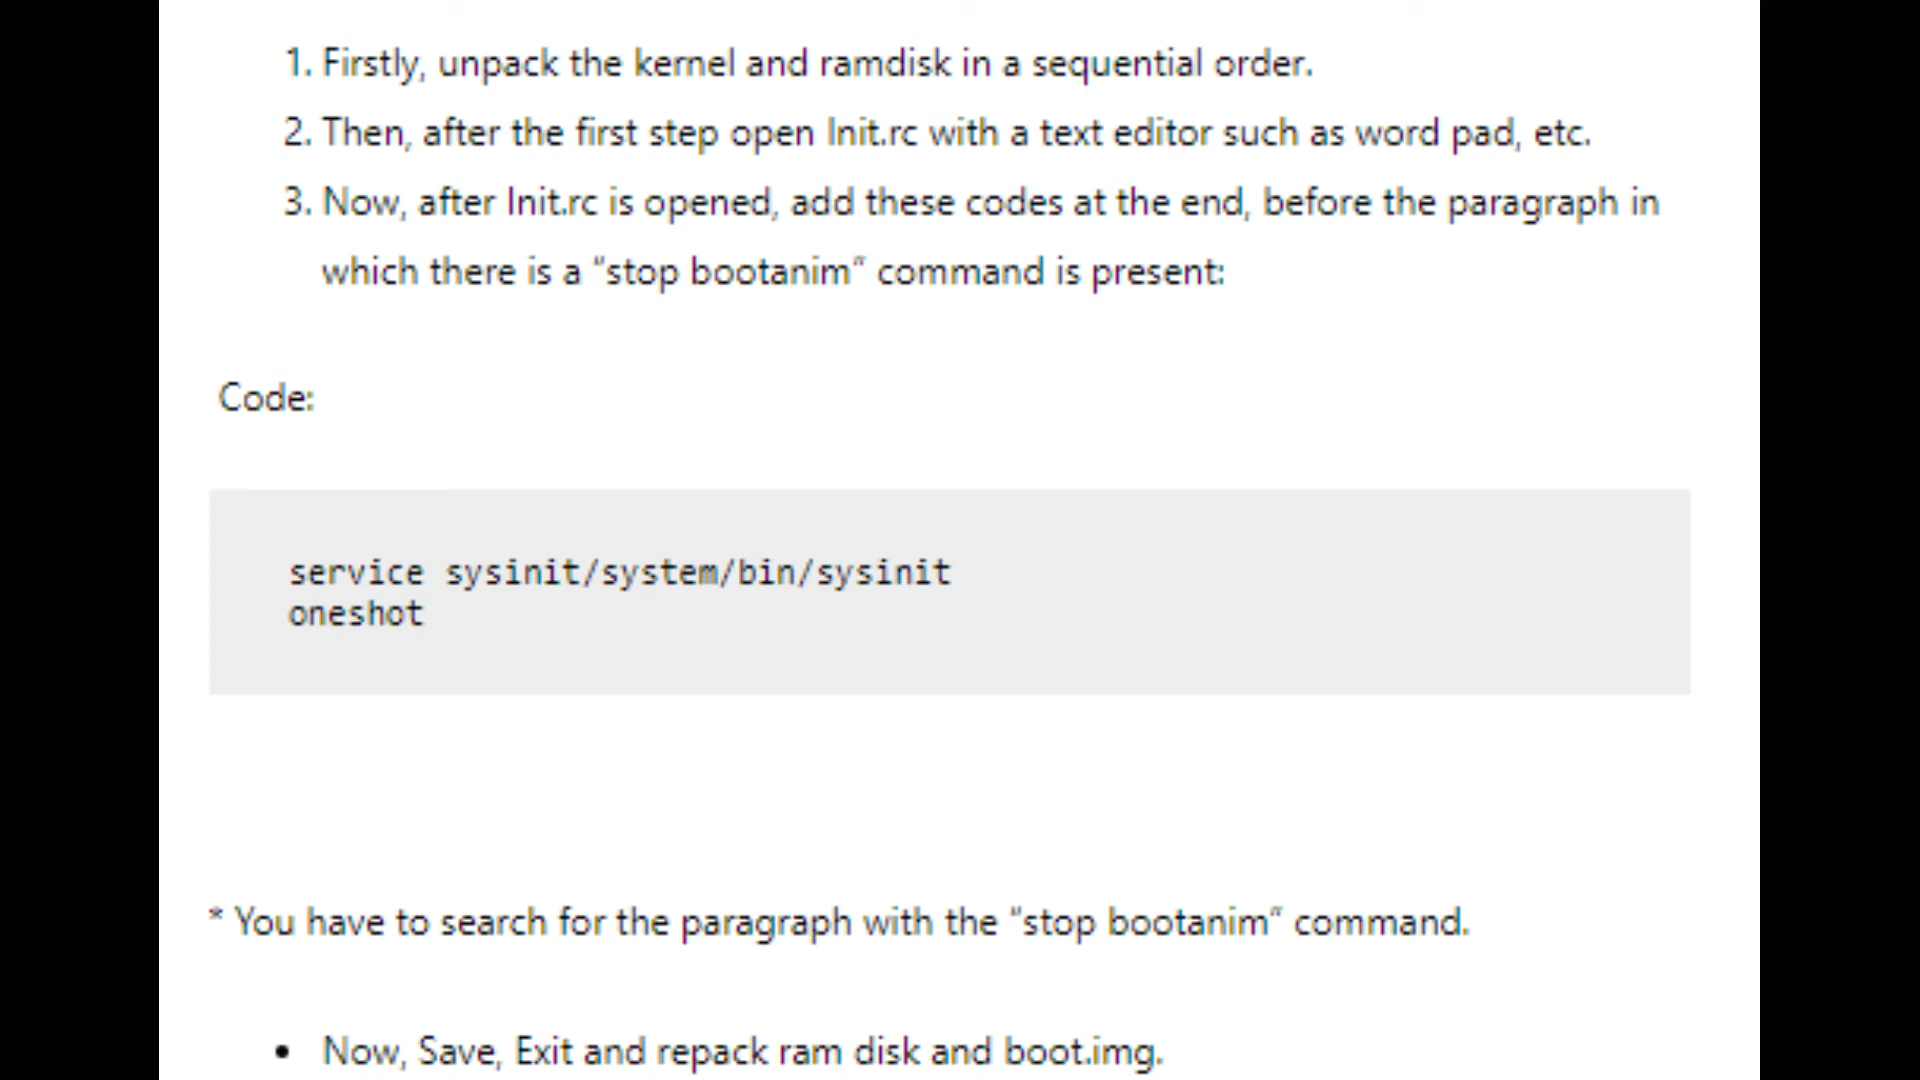 1. Firstly, unpack the kernel and ramdisk in a sequential order.
2. Then, after the first step open Init.rc with a text editor such as word pad, etc.
3. Now, after Init.rc is opened, add these codes at the end, before the paragraph in
which there is a “stop bootanim” command is present:
Code:
service sysinit/system/bin/sysinit
oneshot
* You have to search for the paragraph with the “stop bootanim” command.
• Now, Save, Exit and repack ram disk and boot.img.